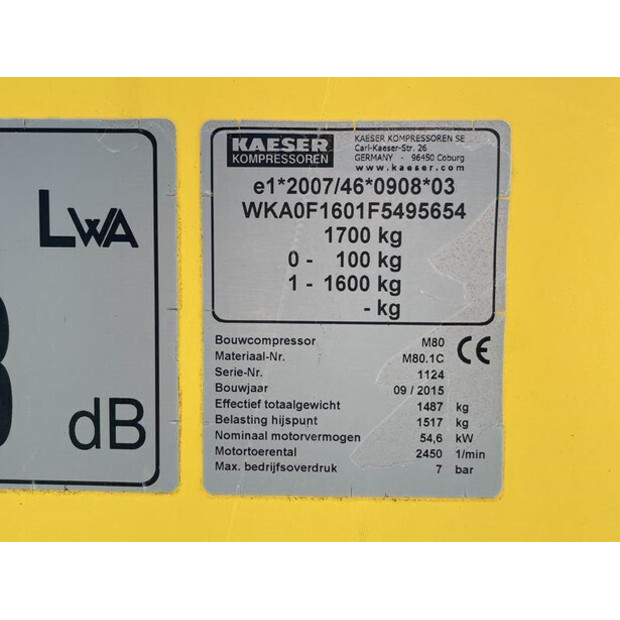 LWA
dB
KAESER
KOMPRESSOREN
KAESER KOMPRESSOREN SE
Carl-Kaeser-Str. 26
GERMANY - 96450 Coburg
www.kaeser.com
e1*2007/46*0908*03
WKA0F1601F5495654
1700 kg
0 - 100 kg
1 - 1600 kg
- kg
Bouwcompressor M80
Materiaal-Nr. M80.1C
Serie-Nr. 1124
Bouwjaar 09/2015
Effectief totaalgewicht 1487 kg
Belasting hijspunt 1517 kg
Nominaal motorvermogen 54,6 kW
Motortoerental 2450 1/min
Max. bedrijfsoverdruk 7 bar
CE